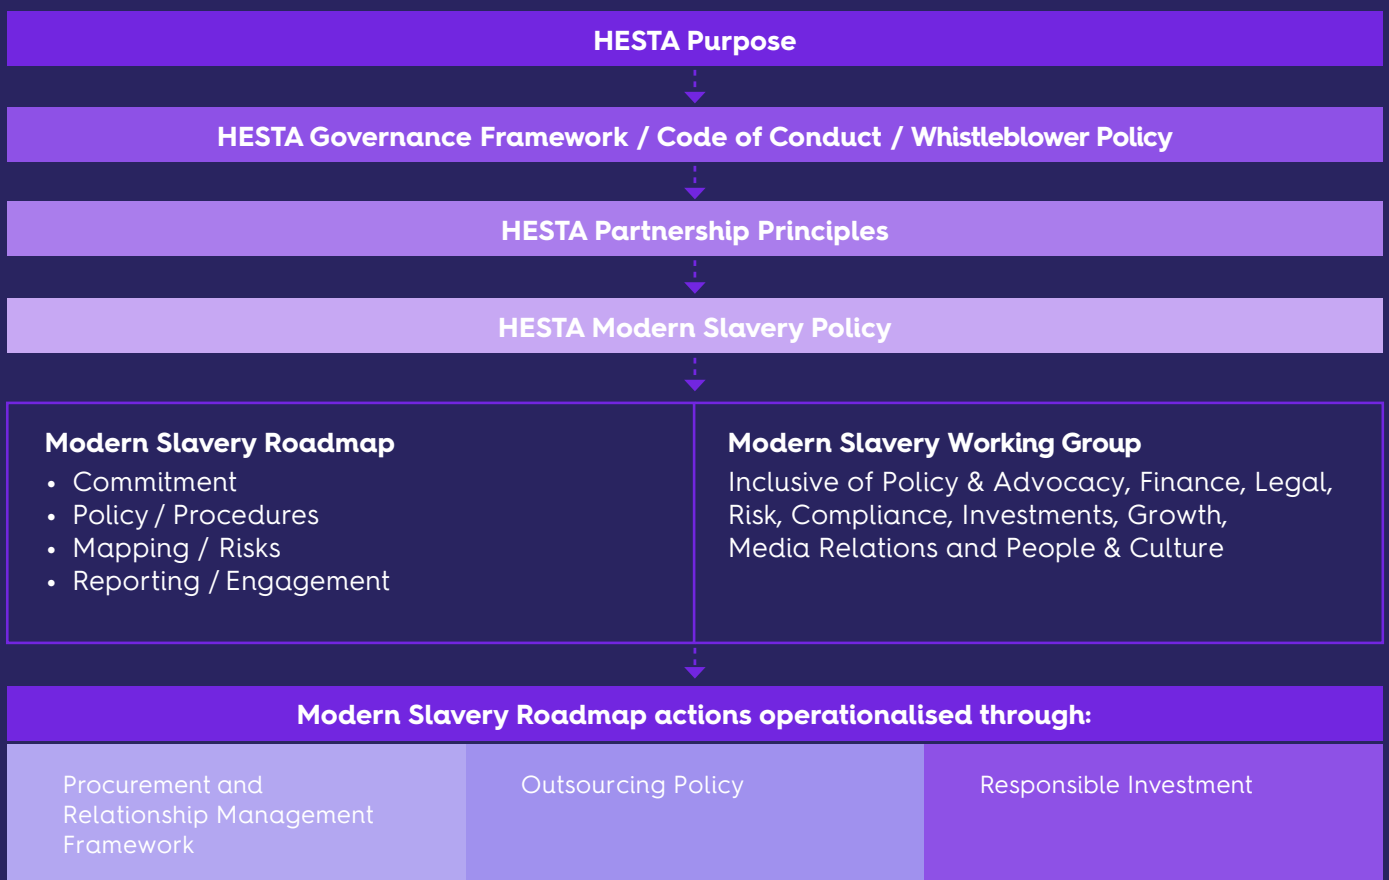 HESTA Purpose
HESTA Governance Framework / Code of Conduct / Whistleblower Policy
HESTA Partnership Principles
HESTA Modern Slavery Policy
Modern Slavery Roadmap
• Commitment
• Policy / Procedures
• Mapping / Risks
• Reporting / Engagement
Modern Slavery Working Group
Inclusive of Policy & Advocacy, Finance, Legal,
Risk, Compliance, Investments, Growth,
Media Relations and People & Culture
Modern Slavery Roadmap actions operationalised through:
Procurement and
Relationship Management
Framework
Outsourcing Policy
Responsible Investment